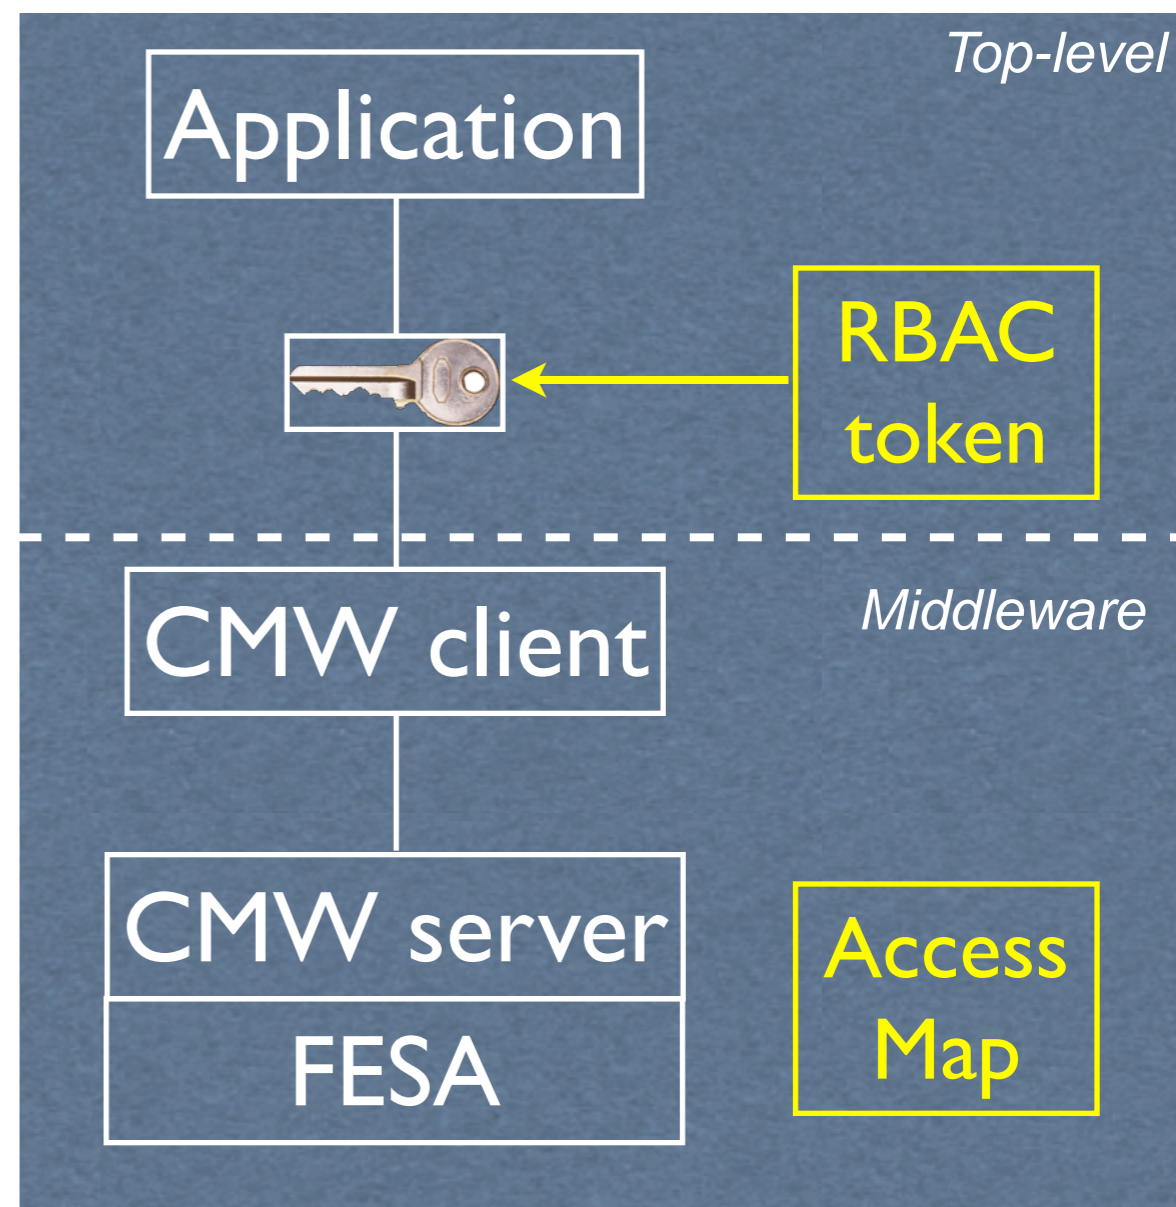 Top-level
Application
RBAC
token
CMW client
Middleware
CMW server
Access
Map
FESA